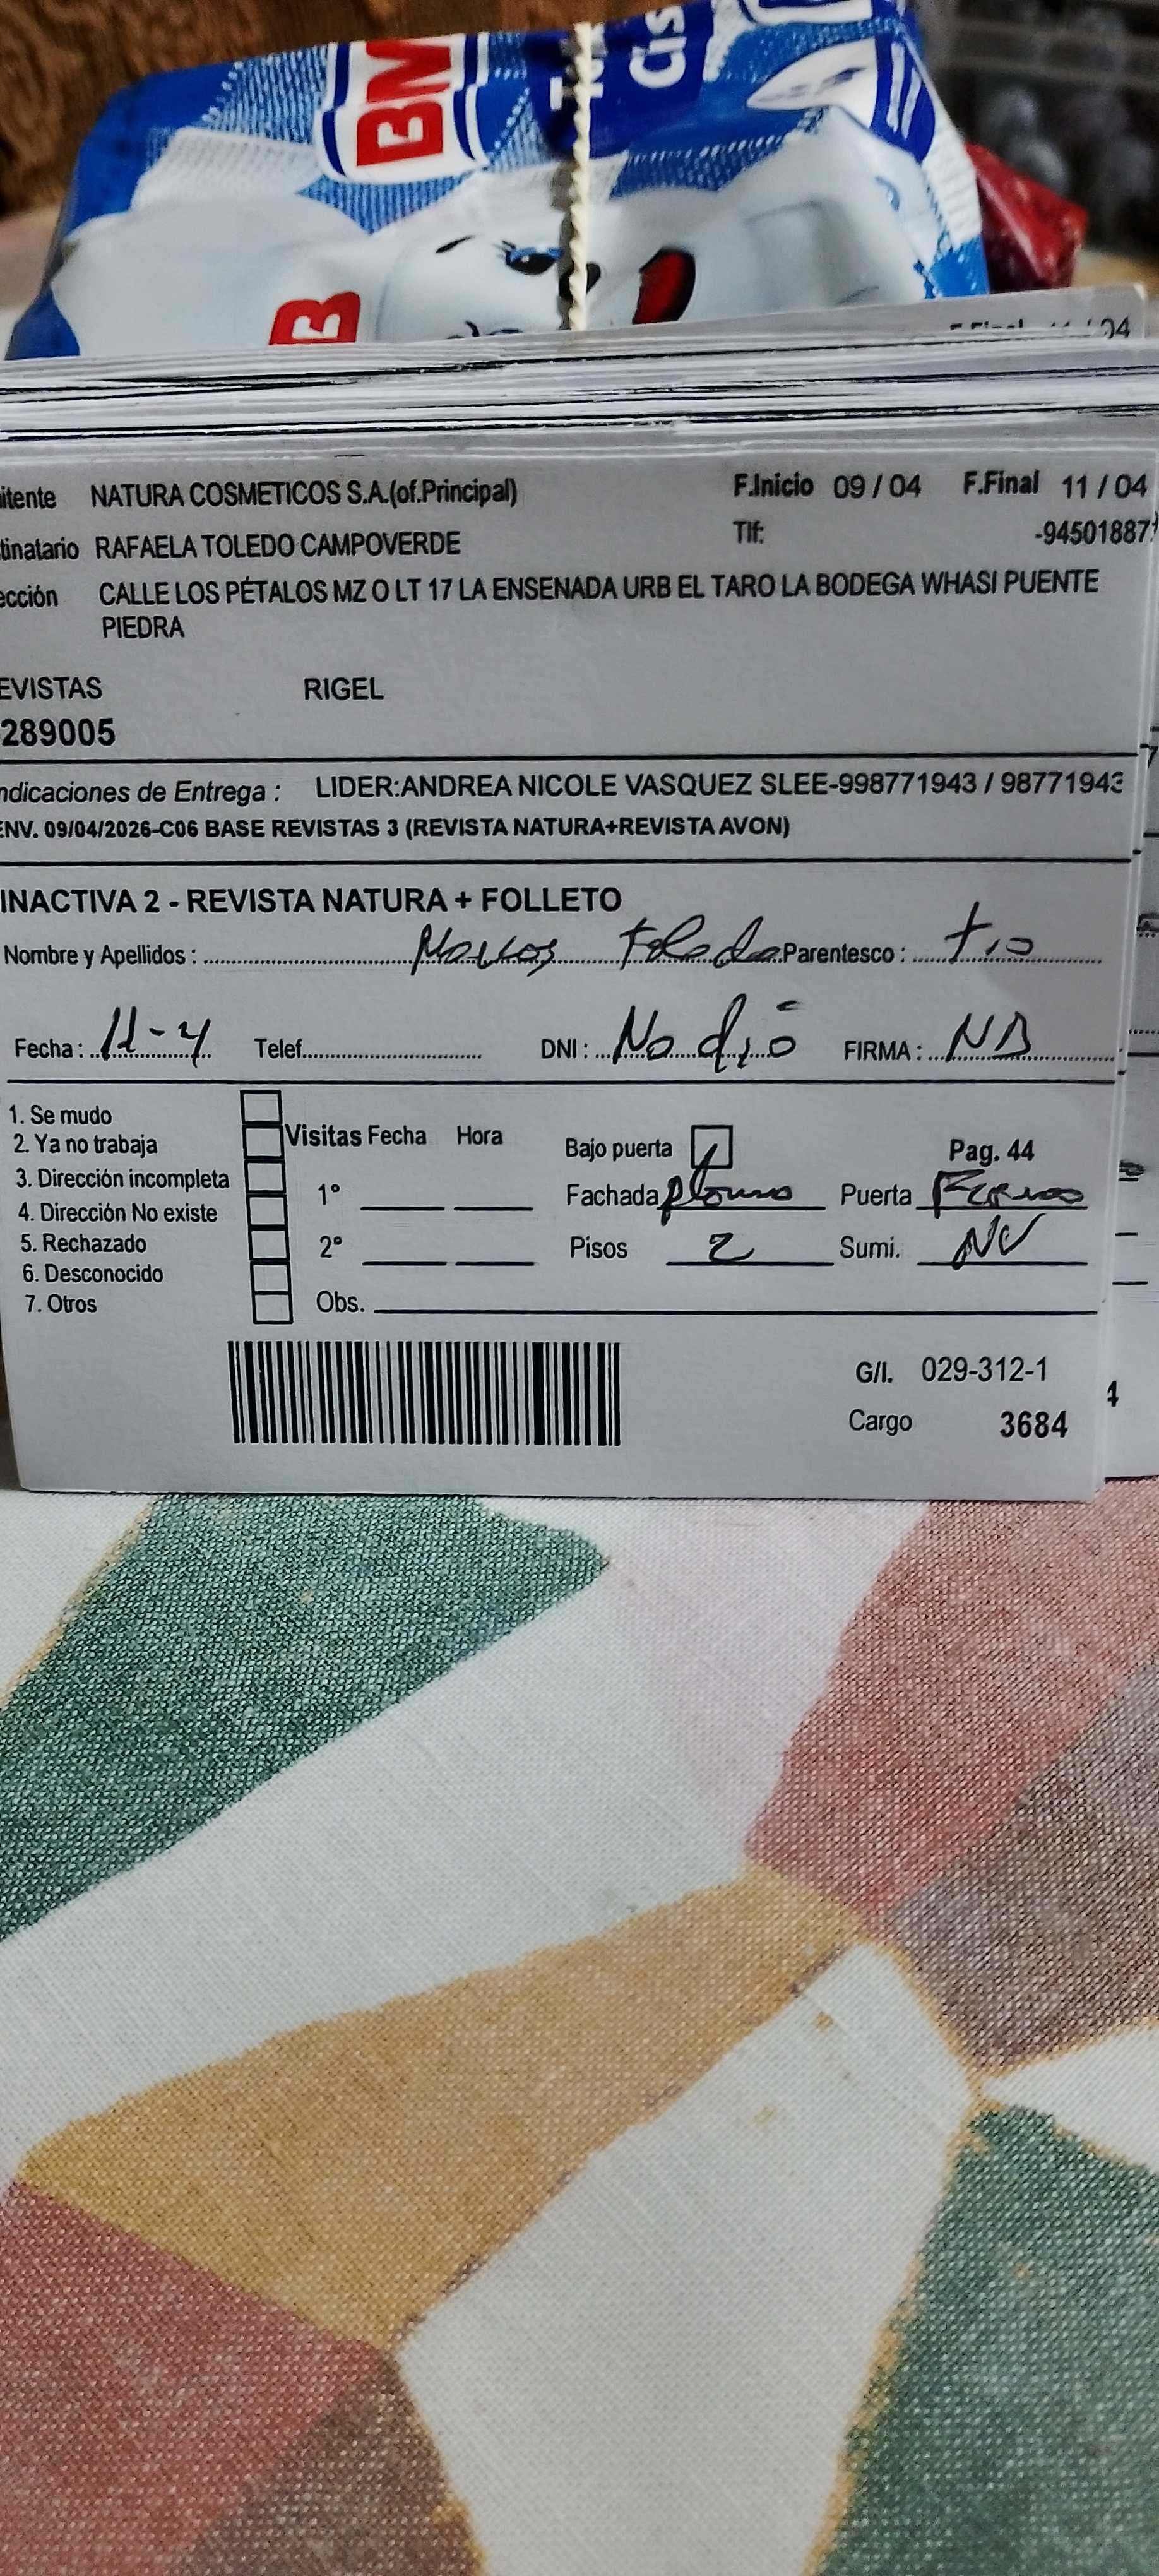 BM
B
F.Final 11 / 04
itente NATURA COSMETICOS S.A.(of.Principal) F.Inicio 09 / 04 F.Final 11 / 04
tinatario RAFAELA TOLEDO CAMPOVERDE Tlf: -94501887
ección CALLE LOS PÉTALOS MZ O LT 17 LA ENSENADA URB EL TARO LA BODEGA WHASI PUENTE
PIEDRA
EVISTAS RIGEL
289005
ndicaciones de Entrega : LIDER:ANDREA NICOLE VASQUEZ SLEE-998771943 / 98771943
ENV. 09/04/2026-C06 BASE REVISTAS 3 (REVISTA NATURA+REVISTA AVON)
INACTIVA 2 - REVISTA NATURA + FOLLETO
Nombre y Apellidos : Marcos Toledo Parentesco : tio
Fecha : 11-4 Telef. DNI : No dió FIRMA : ND
1. Se mudo
2. Ya no trabaja Visitas Fecha Hora Bajo puerta Pag. 44
3. Dirección incompleta 1° Fachada plomo Puerta Fierro
4. Dirección No existe
5. Rechazado 2° Pisos 2 Sumi. NV
6. Desconocido
7. Otros Obs.
G/I. 029-312-1
Cargo 3684